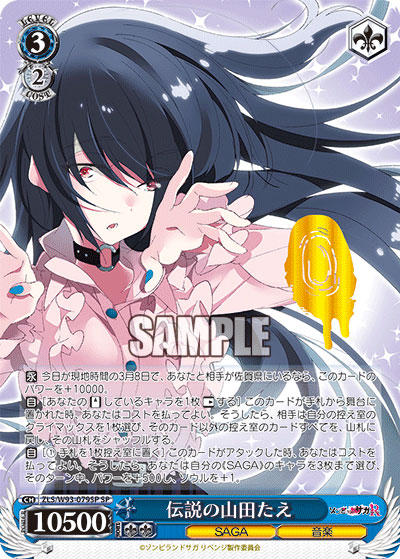 LEVEL
3
2
COST
SAMPLE
永 今日が現地時間の3月8日で、あなたと相手が佐賀県にいるなら、このカードの
パワーを+10000。
自 [あなたの しているキャラを1枚 する] このカードが手札から舞台に
置かれた時、あなたはコストを払ってよい。そうしたら、相手は自分の控え室の
クライマックスを1枚選び、そのカード以外の控え室のカードすべてを、山札に
戻し、その山札をシャッフルする。
自 [① 手札を1枚控え室に置く] このカードがアタックした時、あなたはコストを
払ってよい。そうしたら、あなたは自分の《SAGA》のキャラを3枚まで選び、そ
のターン中、パワーを+500し、ソウルを+1。
CH ZLS/W93-079SP SP
10500
伝説の山田たえ
SAGA 音楽
©ゾンビランドサガ リベンジ製作委員会